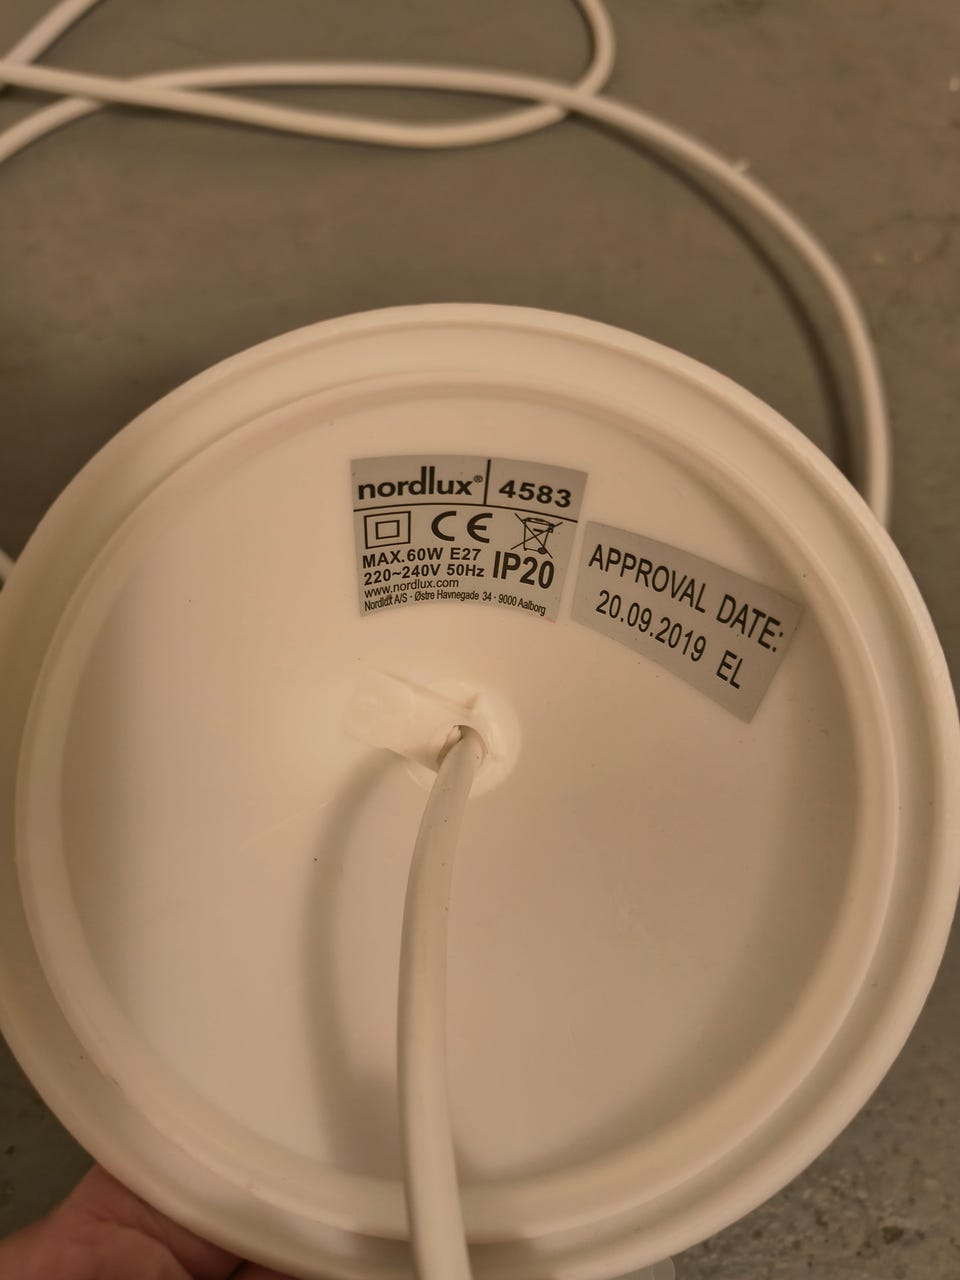 nordlux® 4583
CE
MAX.60W E27
220~240V 50Hz IP20
www.nordlux.com
Nordlux A/S · Østre Havnegade 34 · 9000 Aalborg
APPROVAL DATE:
20.09.2019 EL